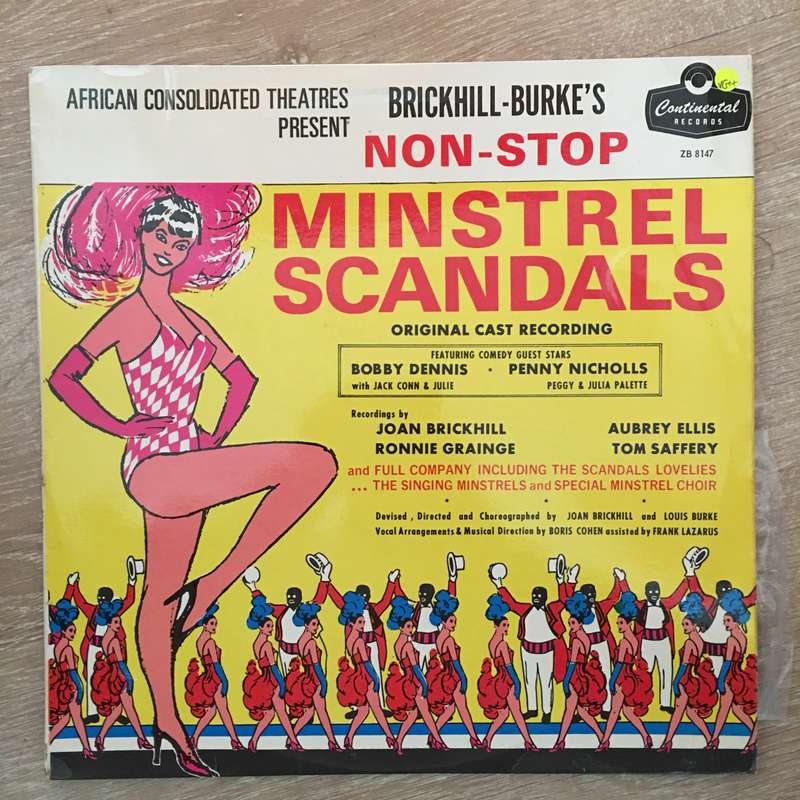 AFRICAN CONSOLIDATED THEATRES
PRESENT
BRICKHILL-BURKE'S
NON-STOP
VG++
Continental
RECORDS
ZB 8147
MINSTREL
SCANDALS
ORIGINAL CAST RECORDING
FEATURING COMEDY GUEST STARS
BOBBY DENNIS • PENNY NICHOLLS
with JACK CONN & JULIE PEGGY & JULIA PALETTE
Recordings by
JOAN BRICKHILL AUBREY ELLIS
RONNIE GRAINGE TOM SAFFERY
and FULL COMPANY INCLUDING THE SCANDALS LOVELIES
... THE SINGING MINSTRELS and SPECIAL MINSTREL CHOIR
Devised, Directed and Choreographed by JOAN BRICKHILL and LOUIS BURKE
Vocal Arrangements & Musical Direction by BORIS COHEN assisted by FRANK LAZARUS